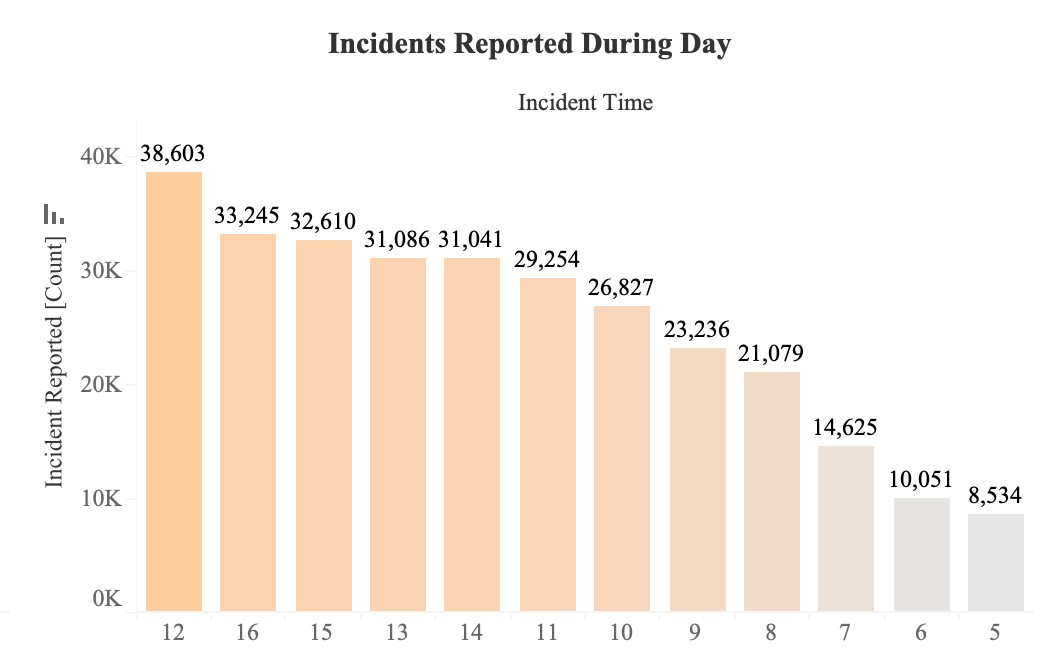 Incidents Reported During Day
Incident Time
Incident Reported [Count]
40K
30K
20K
10K
0K
38,603
33,245
32,610
31,086
31,041
29,254
26,827
23,236
21,079
14,625
10,051
8,534
12 16 15 13 14 11 10 9 8 7 6 5